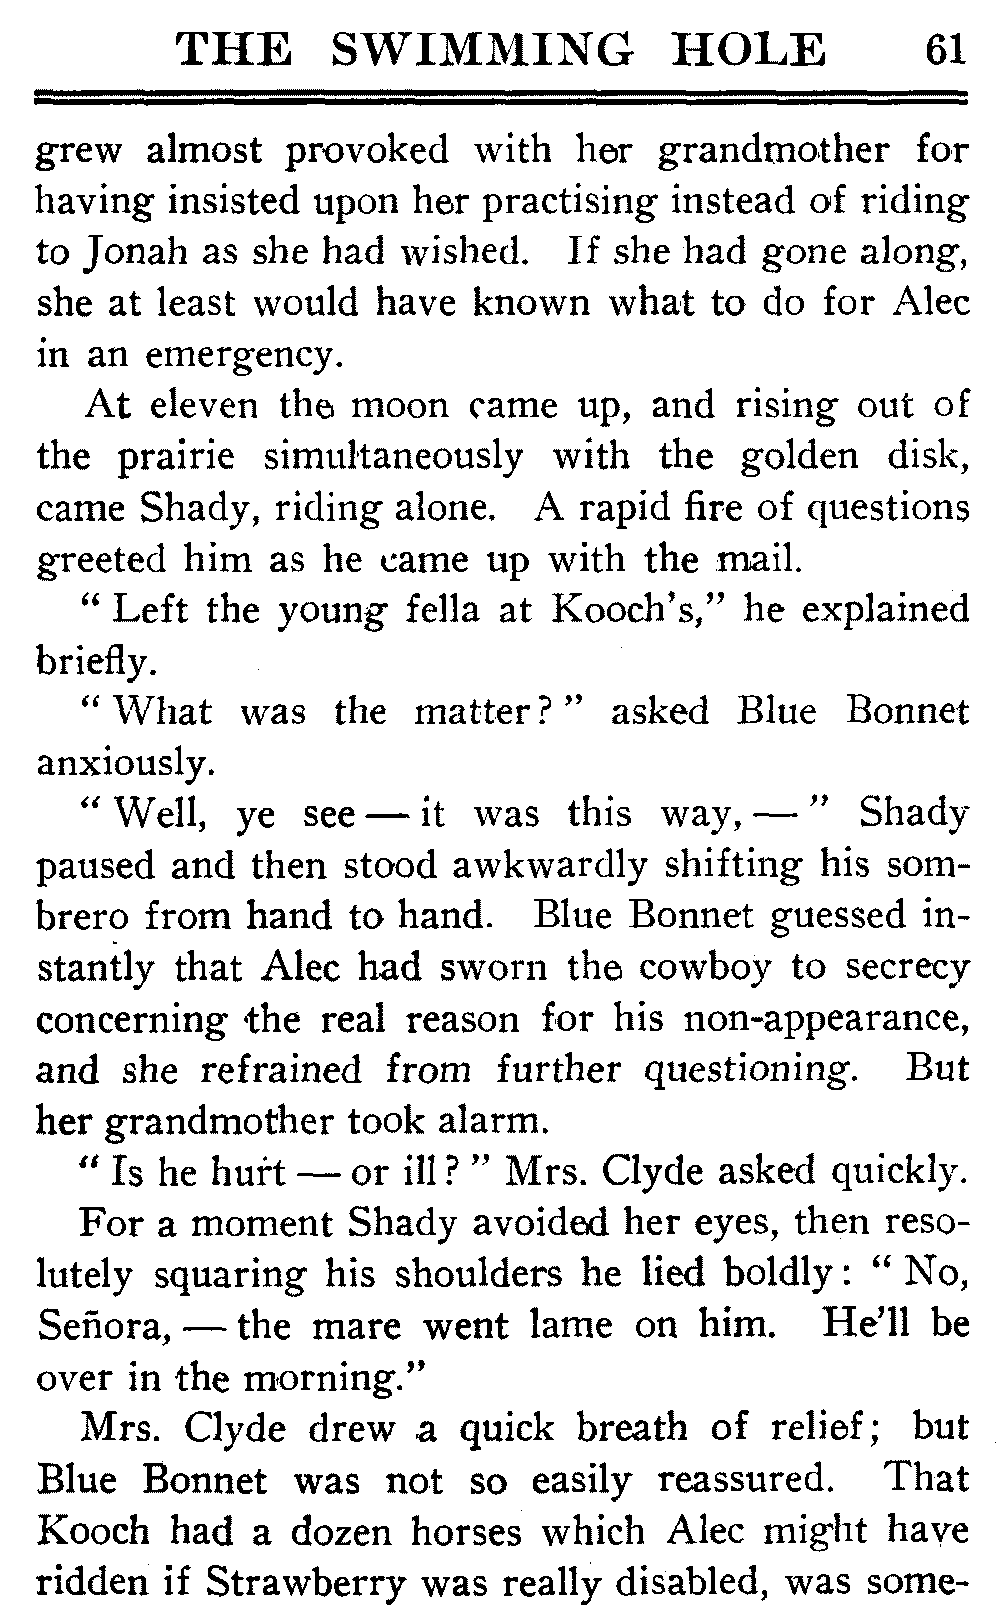 THE SWIMMING HOLE 61
grew almost provoked with her grandmother for
having insisted upon her practising instead of riding
to Jonah as she had wished. If she had gone along,
she at least would have known what to do for Alec
in an emergency.
At eleven the moon came up, and rising out of
the prairie simultaneously with the golden disk,
came Shady, riding alone. A rapid fire of questions
greeted him as he came up with the mail.
“ Left the young fella at Kooch’s,” he explained
briefly.
“ What was the matter? ” asked Blue Bonnet
anxiously.
“ Well, ye see — it was this way, — ” Shady
paused and then stood awkwardly shifting his som-
brero from hand to hand. Blue Bonnet guessed in-
stantly that Alec had sworn the cowboy to secrecy
concerning the real reason for his non-appearance,
and she refrained from further questioning. But
her grandmother took alarm.
“ Is he hurt — or ill? ” Mrs. Clyde asked quickly.
For a moment Shady avoided her eyes, then reso-
lutely squaring his shoulders he lied boldly: “ No,
Señora, — the mare went lame on him. He’ll be
over in the morning.”
Mrs. Clyde drew a quick breath of relief; but
Blue Bonnet was not so easily reassured. That
Kooch had a dozen horses which Alec might have
ridden if Strawberry was really disabled, was some-